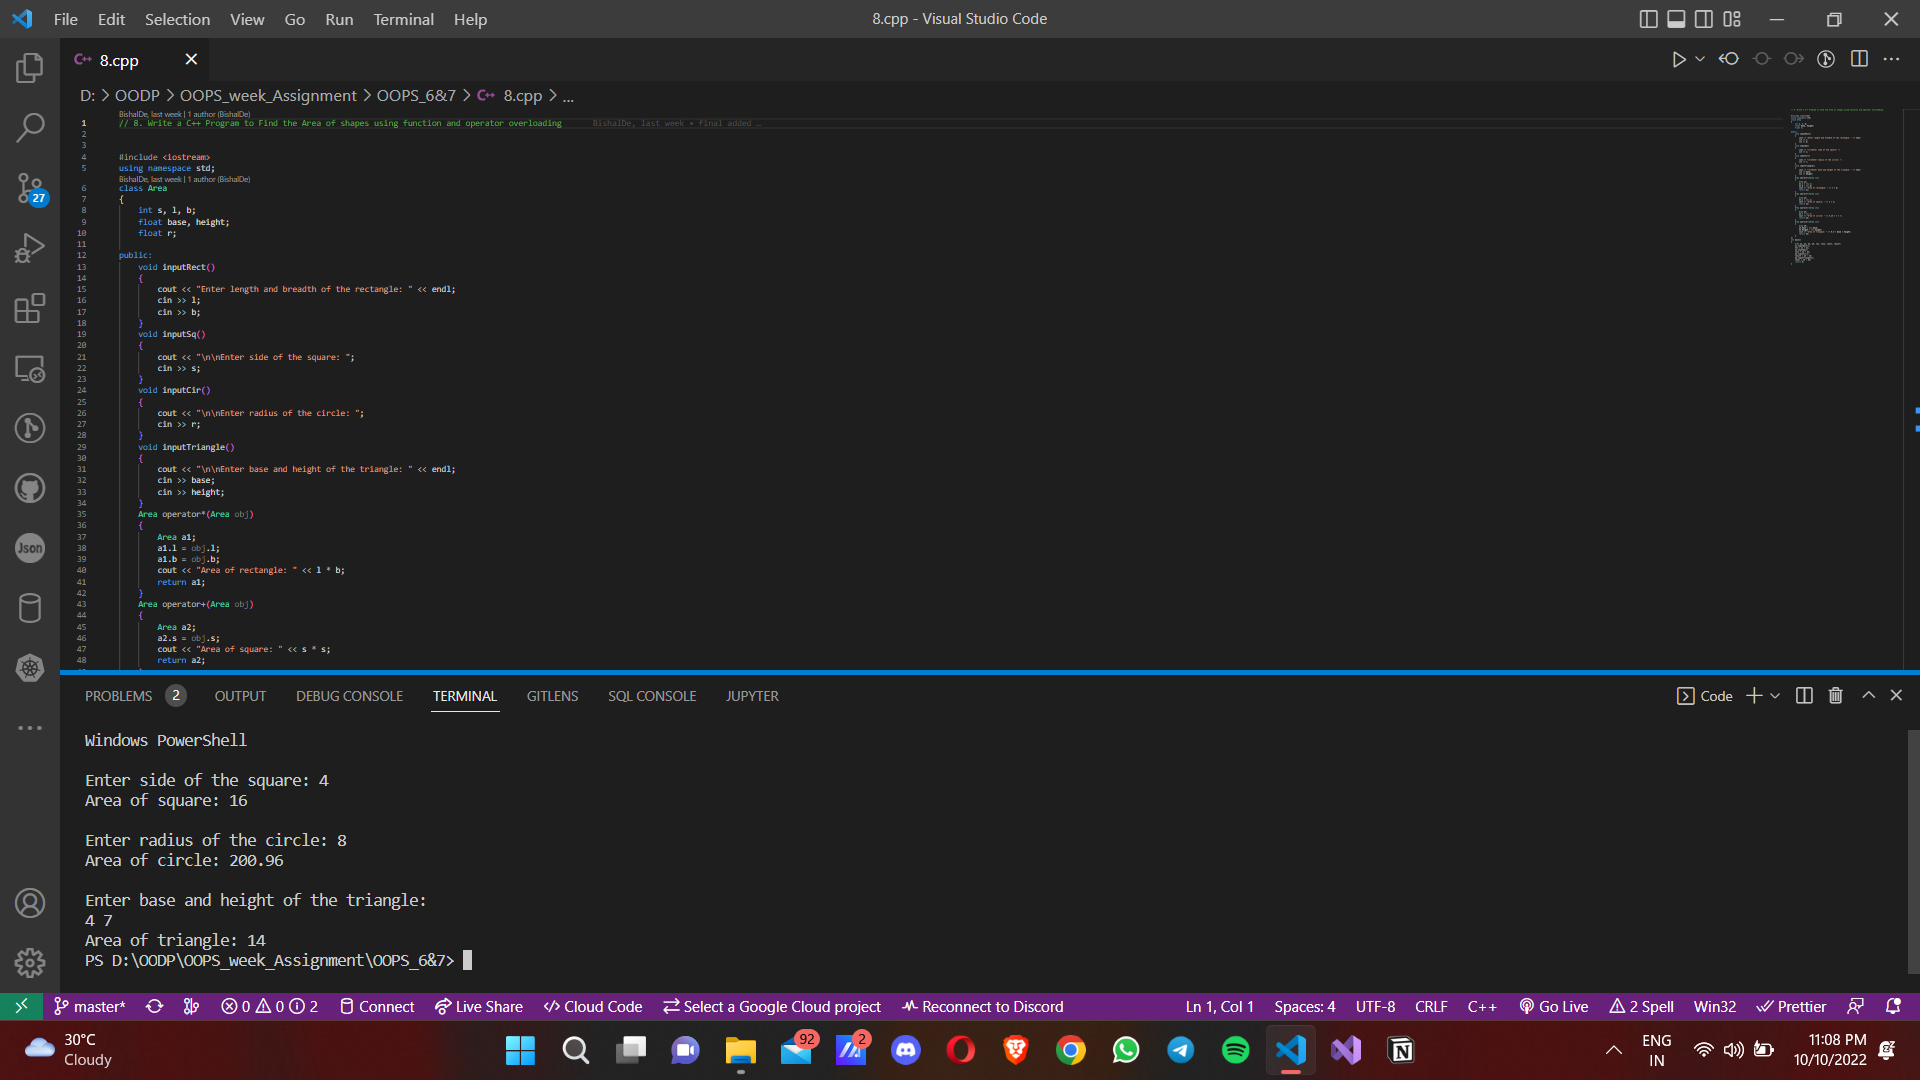 File Edit Selection View Go Run Terminal Help
8.cpp - Visual Studio Code
C++ 8.cpp
D: > OODP > OOPS_week_Assignment > OOPS_6&7 > C++ 8.cpp > ...
BishalDe, last week | 1 author (BishalDe)
1 // 8. Write a C++ Program to Find the Area of shapes using function and operator overloading BishalDe, last week • final added …
2
3
4 #include <iostream>
5 using namespace std;
BishalDe, last week | 1 author (BishalDe)
6 class Area
7 {
8 int s, l, b;
9 float base, height;
10 float r;
11
12 public:
13 void inputRect()
14 {
15 cout << "Enter length and breadth of the rectangle: " << endl;
16 cin >> l;
17 cin >> b;
18 }
19 void inputSq()
20 {
21 cout << "\n\nEnter side of the square: ";
22 cin >> s;
23 }
24 void inputCir()
25 {
26 cout << "\n\nEnter radius of the circle: ";
27 cin >> r;
28 }
29 void inputTriangle()
30 {
31 cout << "\n\nEnter base and height of the triangle: " << endl;
32 cin >> base;
33 cin >> height;
34 }
35 Area operator*(Area obj)
36 {
37 Area a1;
38 a1.l = obj.l;
39 a1.b = obj.b;
40 cout << "Area of rectangle: " << l * b;
41 return a1;
42 }
43 Area operator+(Area obj)
44 {
45 Area a2;
46 a2.s = obj.s;
47 cout << "Area of square: " << s * s;
48 return a2;
27
Json
PROBLEMS 2 OUTPUT DEBUG CONSOLE TERMINAL GITLENS SQL CONSOLE JUPYTER
Code
Windows PowerShell
Enter side of the square: 4
Area of square: 16
Enter radius of the circle: 8
Area of circle: 200.96
Enter base and height of the triangle:
4 7
Area of triangle: 14
PS D:\OODP\OOPS_week_Assignment\OOPS_6&7>
master* 0 0 2 Connect Live Share Cloud Code Select a Google Cloud project Reconnect to Discord
Ln 1, Col 1 Spaces: 4 UTF-8 CRLF C++ Go Live 2 Spell Win32 Prettier
30°C
Cloudy
92
2
ENG
IN
11:08 PM
10/10/2022